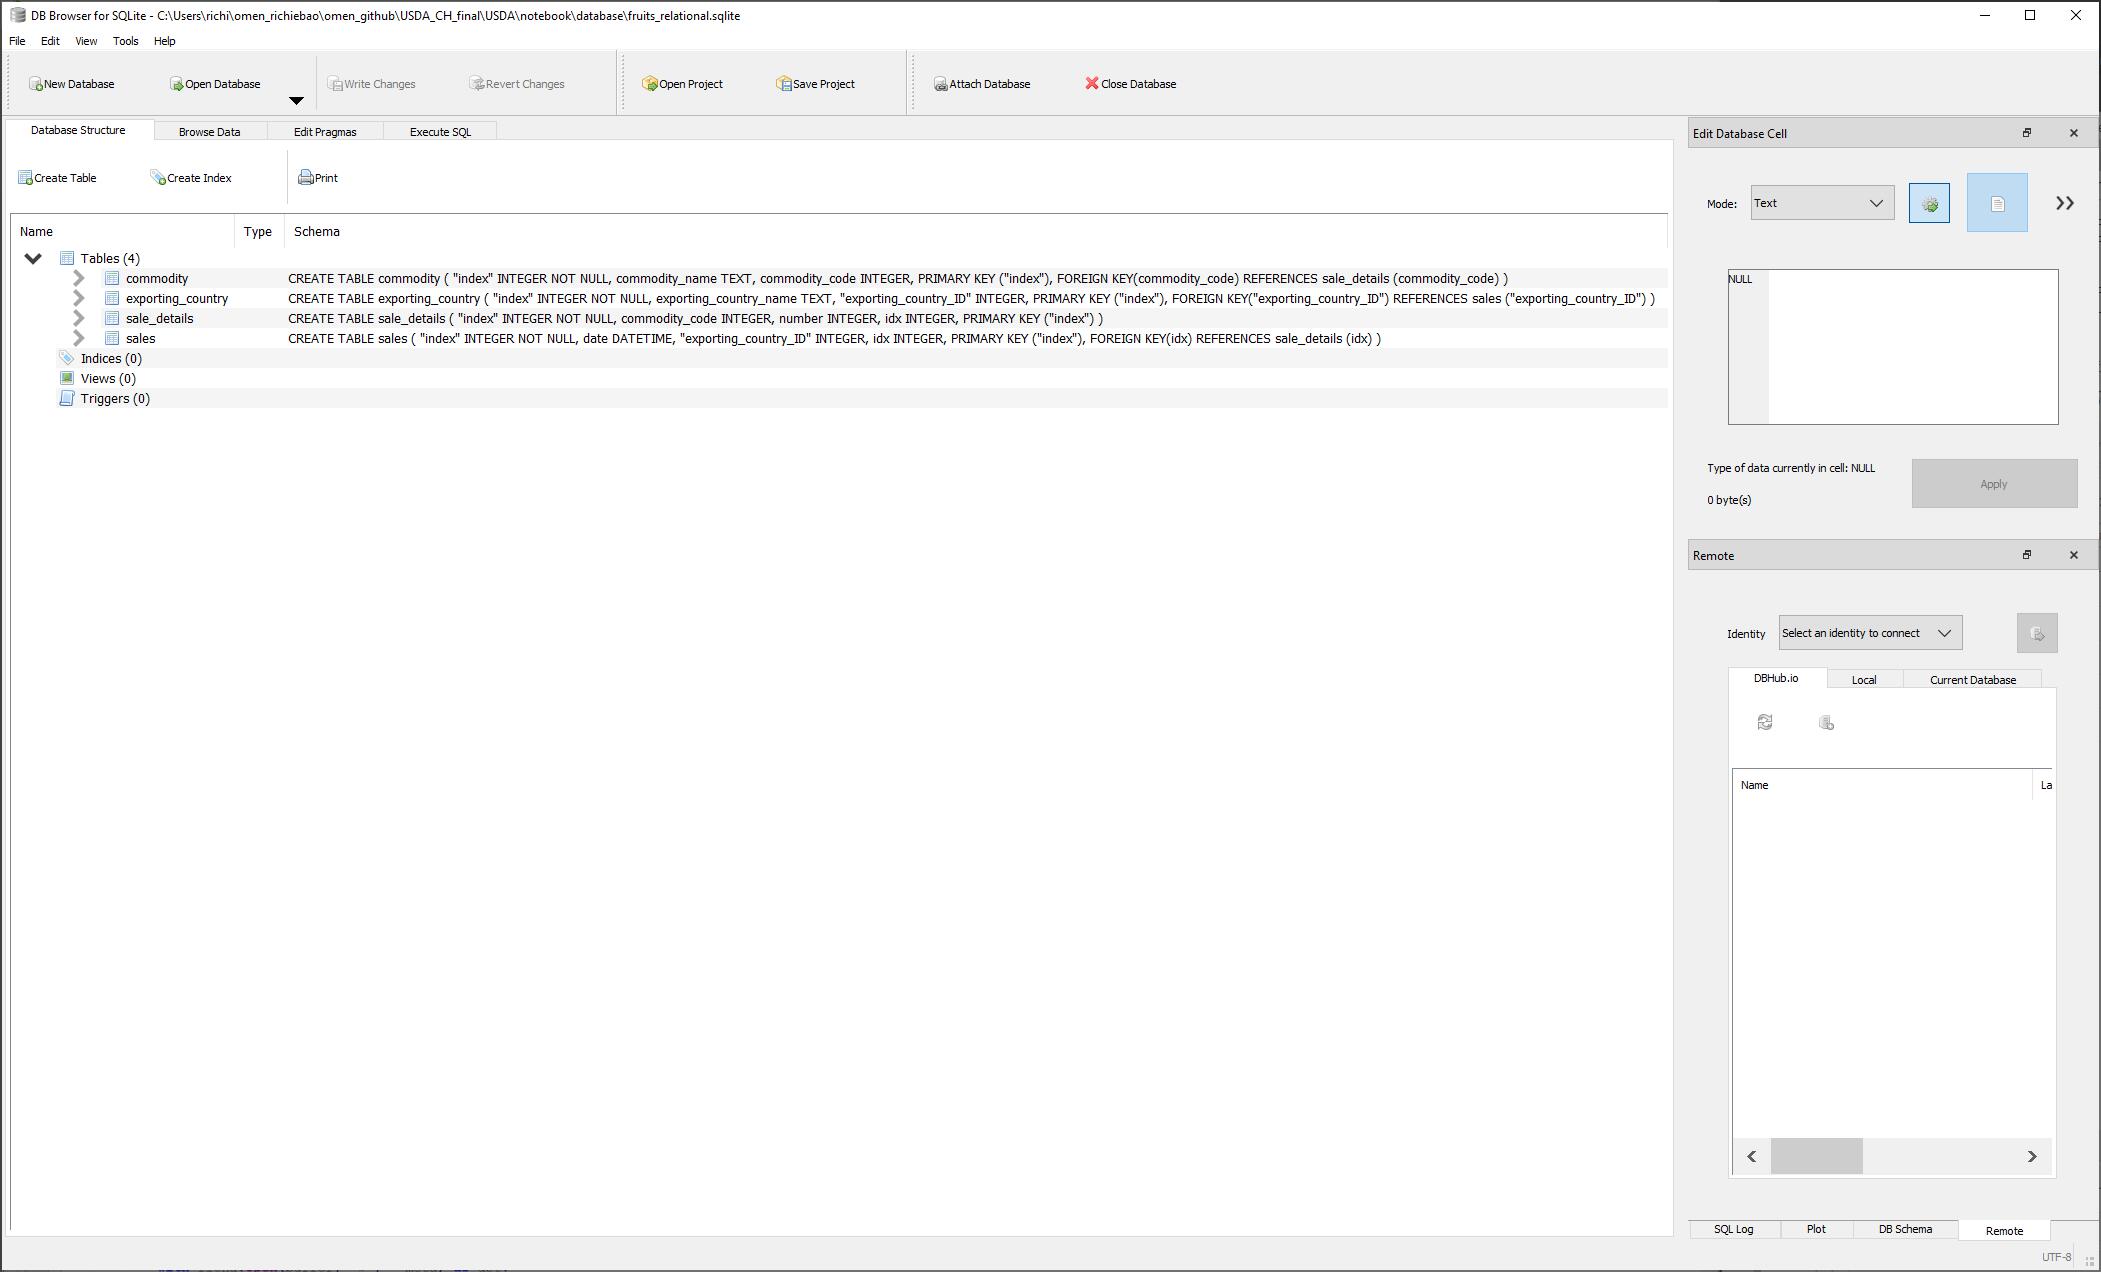 DB Browser for SQLite - C:\Users\richi\omen_richiebao\omen_github\USDA_CH_final\USDA\notebook\database\fruits_relational.sqlite
File Edit View Tools Help
New Database Open Database Write Changes Revert Changes Open Project Save Project Attach Database Close Database
Database Structure Browse Data Edit Pragmas Execute SQL
Create Table Create Index Print
Name Type Schema
Tables (4)
commodity CREATE TABLE commodity ( "index" INTEGER NOT NULL, commodity_name TEXT, commodity_code INTEGER, PRIMARY KEY ("index"), FOREIGN KEY(commodity_code) REFERENCES sale_details (commodity_code) )
exporting_country CREATE TABLE exporting_country ( "index" INTEGER NOT NULL, exporting_country_name TEXT, "exporting_country_ID" INTEGER, PRIMARY KEY ("index"), FOREIGN KEY("exporting_country_ID") REFERENCES sales ("exporting_country_ID") )
sale_details CREATE TABLE sale_details ( "index" INTEGER NOT NULL, commodity_code INTEGER, number INTEGER, idx INTEGER, PRIMARY KEY ("index") )
sales CREATE TABLE sales ( "index" INTEGER NOT NULL, date DATETIME, "exporting_country_ID" INTEGER, idx INTEGER, PRIMARY KEY ("index"), FOREIGN KEY(idx) REFERENCES sale_details (idx) )
Indices (0)
Views (0)
Triggers (0)
Edit Database Cell
Mode: Text
NULL
Type of data currently in cell: NULL
0 byte(s)
Apply
Remote
Identity Select an identity to connect
DBHub.io Local Current Database
Name La
SQL Log Plot DB Schema Remote
UTF-8